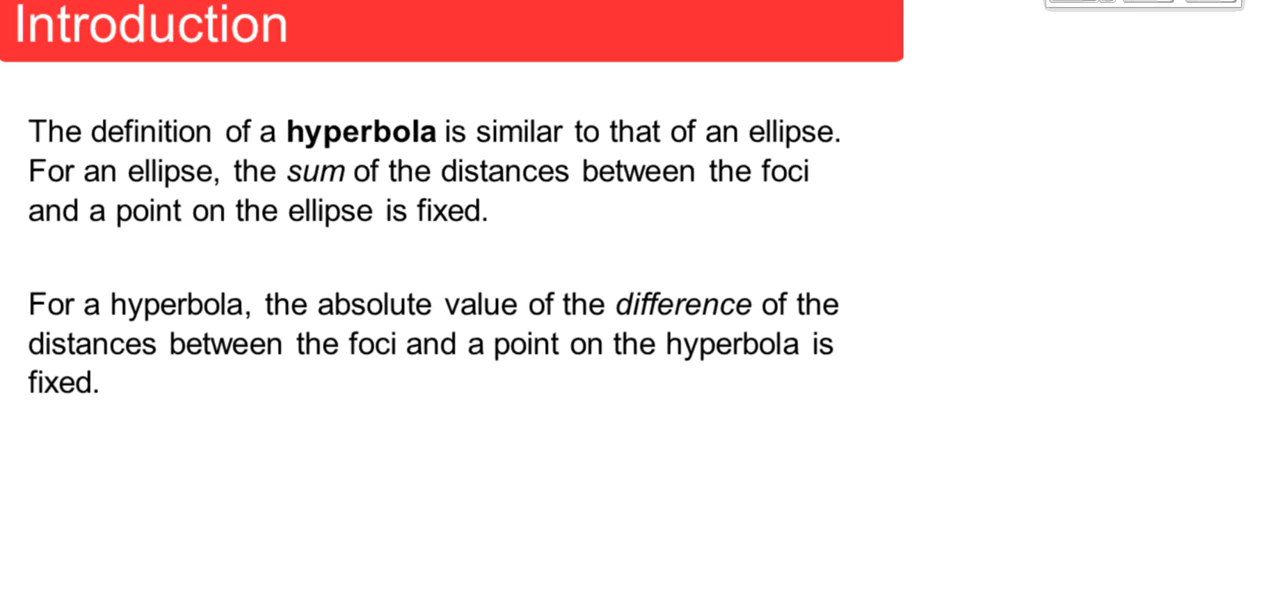 Introduction
The definition of a hyperbola is similar to that of an ellipse.
For an ellipse, the sum of the distances between the foci
and a point on the ellipse is fixed.
For a hyperbola, the absolute value of the difference of the
distances between the foci and a point on the hyperbola is
fixed.